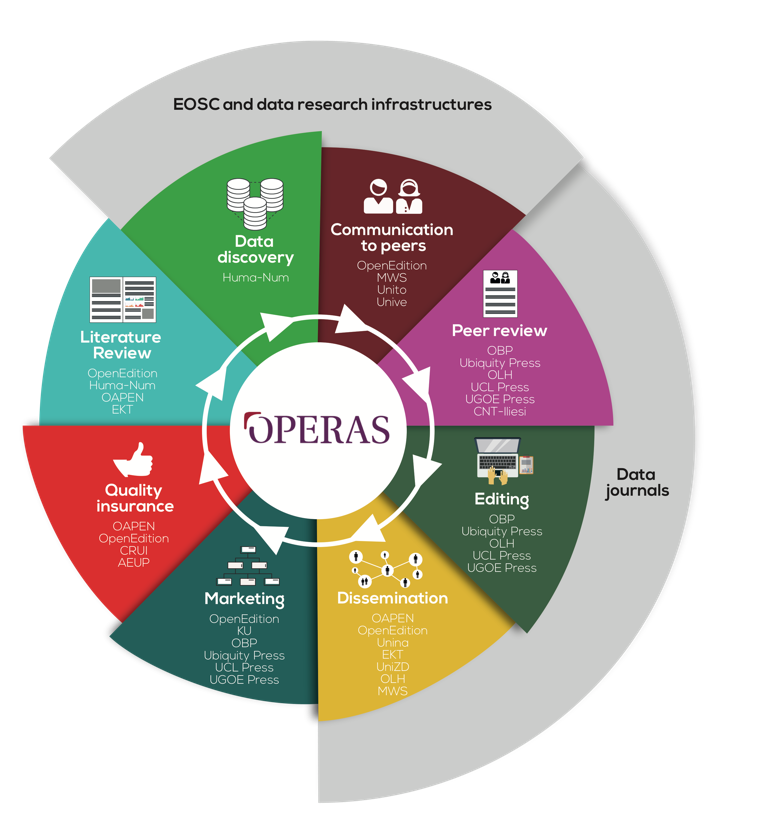 EOSC and data research infrastructures
Data
discovery
Huma-Num
Communication
to peers
OpenEdition
MWS
Unito
Unive
Peer review
OBP
Ubiquity Press
OLH
UCL Press
UGOE Press
CNT-Iliesi
Data
journals
Editing
OBP
Ubiquity Press
OLH
UCL Press
UGOE Press
Dissemination
OAPEN
OpenEdition
Unina
EKT
UniZD
OLH
MWS
Marketing
OpenEdition
KU
OBP
Ubiquity Press
UCL Press
UGOE Press
Quality
insurance
OAPEN
OpenEdition
CRUI
AEUP
Literature
Review
OpenEdition
Huma-Num
OAPEN
EKT
OPERAS